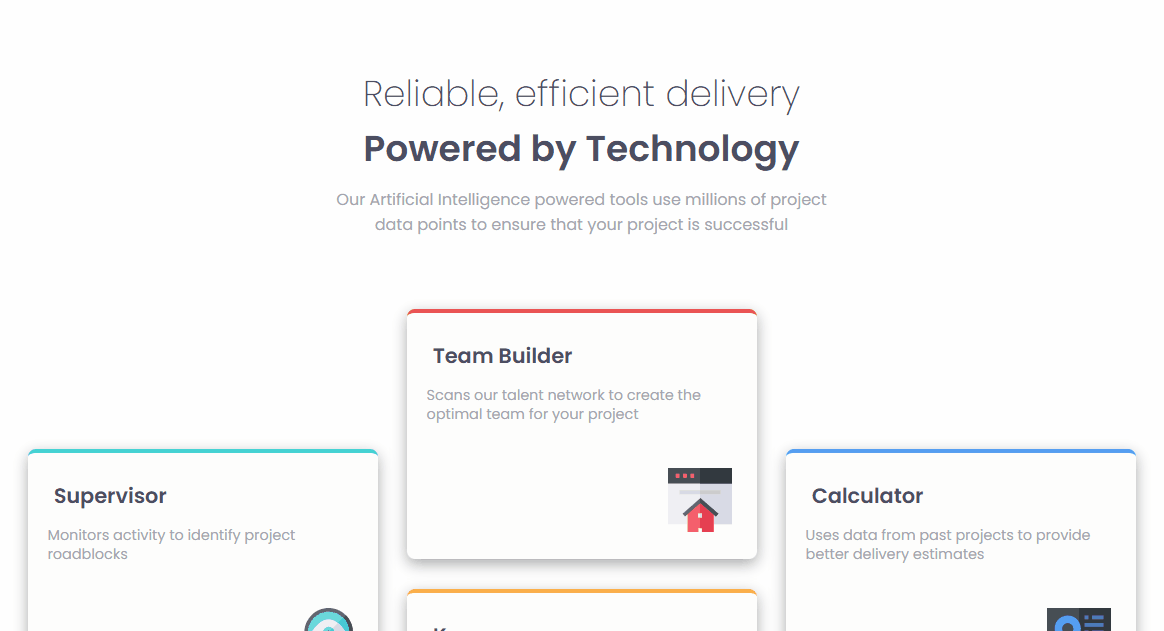 Reliable, efficient delivery
Powered by Technology
Our Artificial Intelligence powered tools use millions of project
data points to ensure that your project is successful
Team Builder
Scans our talent network to create the
optimal team for your project
Supervisor
Monitors activity to identify project
roadblocks
Calculator
Uses data from past projects to provide
better delivery estimates